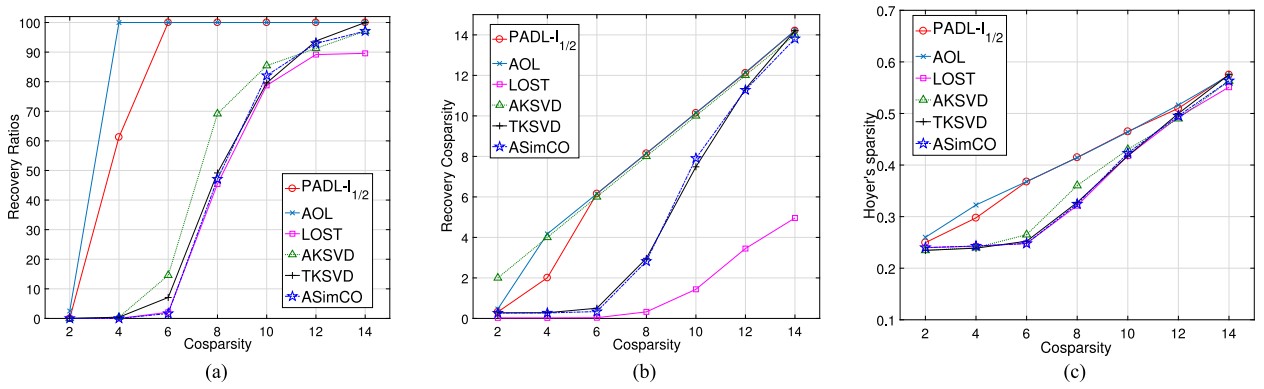 Recovery Ratios
100
90
80
70
60
50
40
30
20
10
0
2 4 6 8 10 12 14
Cosparsity
PADL-l1/2
AOL
LOST
AKSVD
TKSVD
ASimCO
(a)
Recovery Cosparsity
14
12
10
8
6
4
2
0
2 4 6 8 10 12 14
Cosparsity
PADL-l1/2
AOL
LOST
AKSVD
TKSVD
ASimCO
(b)
Hoyer's sparsity
0.7
0.6
0.5
0.4
0.3
0.2
0.1
2 4 6 8 10 12 14
Cosparsity
PADL-l1/2
AOL
LOST
AKSVD
TKSVD
ASimCO
(c)